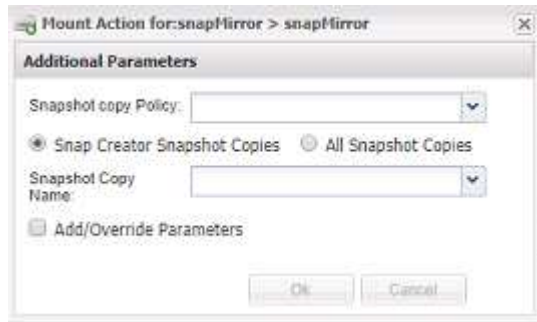 Mount Action for:snapMirror > snapMirror
Additional Parameters
Snapshot copy Policy:
Snap Creator Snapshot Copies All Snapshot Copies
Snapshot Copy
Name:
Add/Override Parameters
Ok Cancel